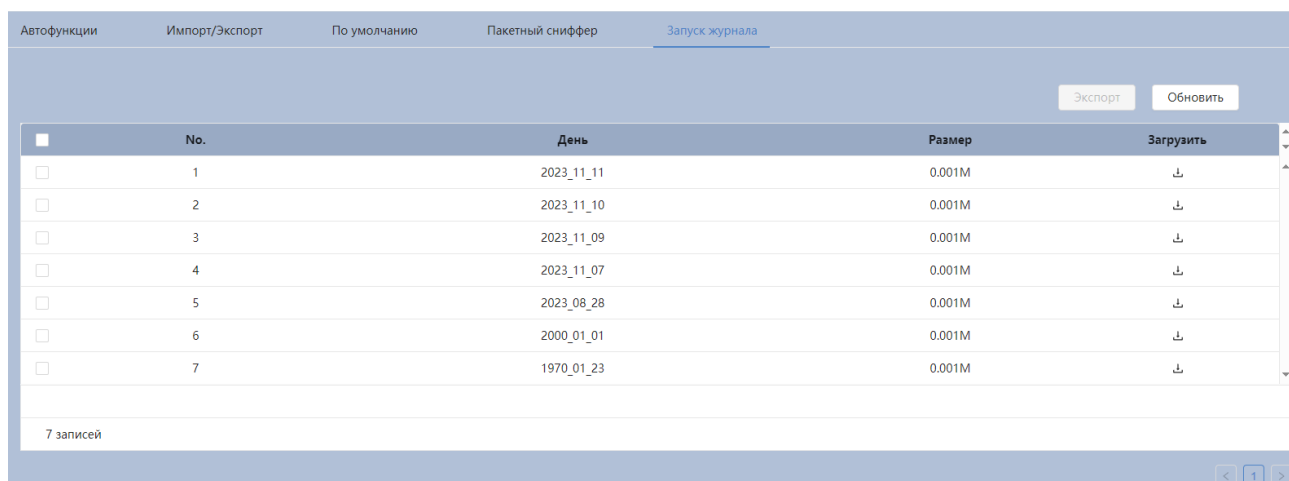 Автофункции Импорт/Экспорт По умолчанию Пакетный сниффер Запуск журнала
Экспорт Обновить
No. День Размер Загрузить
1 2023_11_11 0.001M
2 2023_11_10 0.001M
3 2023_11_09 0.001M
4 2023_11_07 0.001M
5 2023_08_28 0.001M
6 2000_01_01 0.001M
7 1970_01_23 0.001M
7 записей
< 1 >